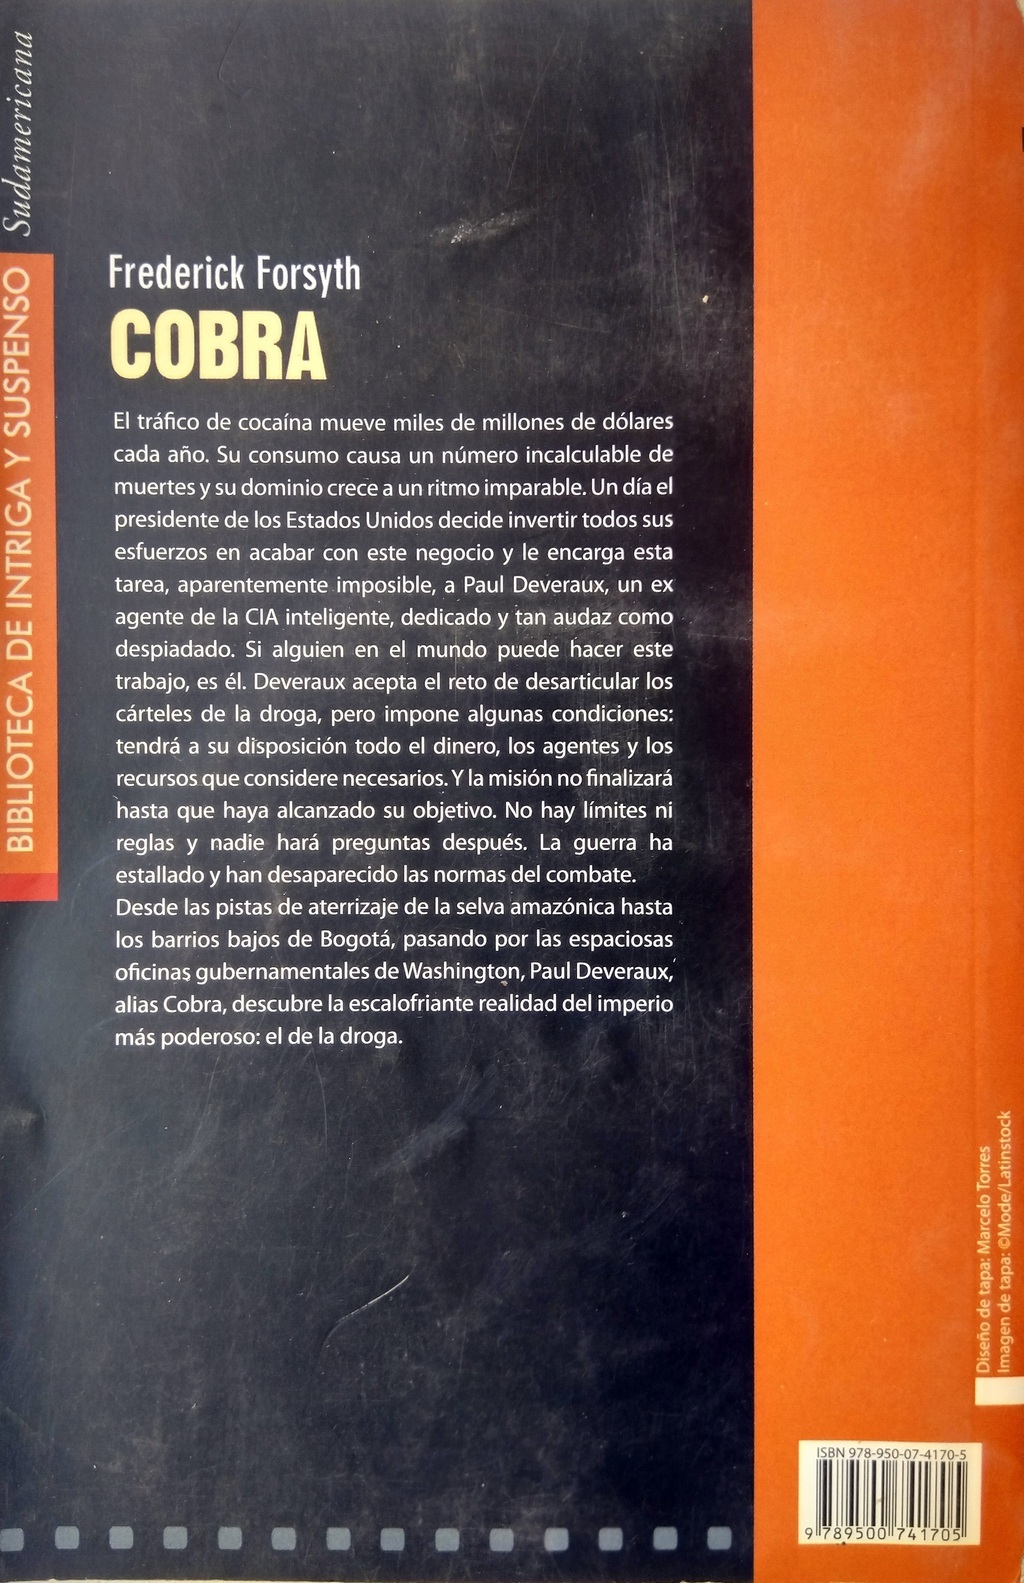 Sudamericana
BIBLIOTECA DE INTRIGA Y SUSPENSO
Frederick Forsyth
COBRA
El tráfico de cocaína mueve miles de millones de dólares
cada año. Su consumo causa un número incalculable de
muertes y su dominio crece a un ritmo imparable. Un día el
presidente de los Estados Unidos decide invertir todos sus
esfuerzos en acabar con este negocio y le encarga esta
tarea, aparentemente imposible, a Paul Deveraux, un ex
agente de la CIA inteligente, dedicado y tan audaz como
despiadado. Si alguien en el mundo puede hacer este
trabajo, es él. Deveraux acepta el reto de desarticular los
cárteles de la droga, pero impone algunas condiciones:
tendrá a su disposición todo el dinero, los agentes y los
recursos que considere necesarios. Y la misión no finalizará
hasta que haya alcanzado su objetivo. No hay límites ni
reglas y nadie hará preguntas después. La guerra ha
estallado y han desaparecido las normas del combate.
Desde las pistas de aterrizaje de la selva amazónica hasta
los barrios bajos de Bogotá, pasando por las espaciosas
oficinas gubernamentales de Washington, Paul Deveraux,
alias Cobra, descubre la escalofriante realidad del imperio
más poderoso: el de la droga.
Diseño de tapa: Marcelo Torres
Imagen de tapa: ©Mode/Latinstock
ISBN 978-950-07-4170-5
9 789500 741705